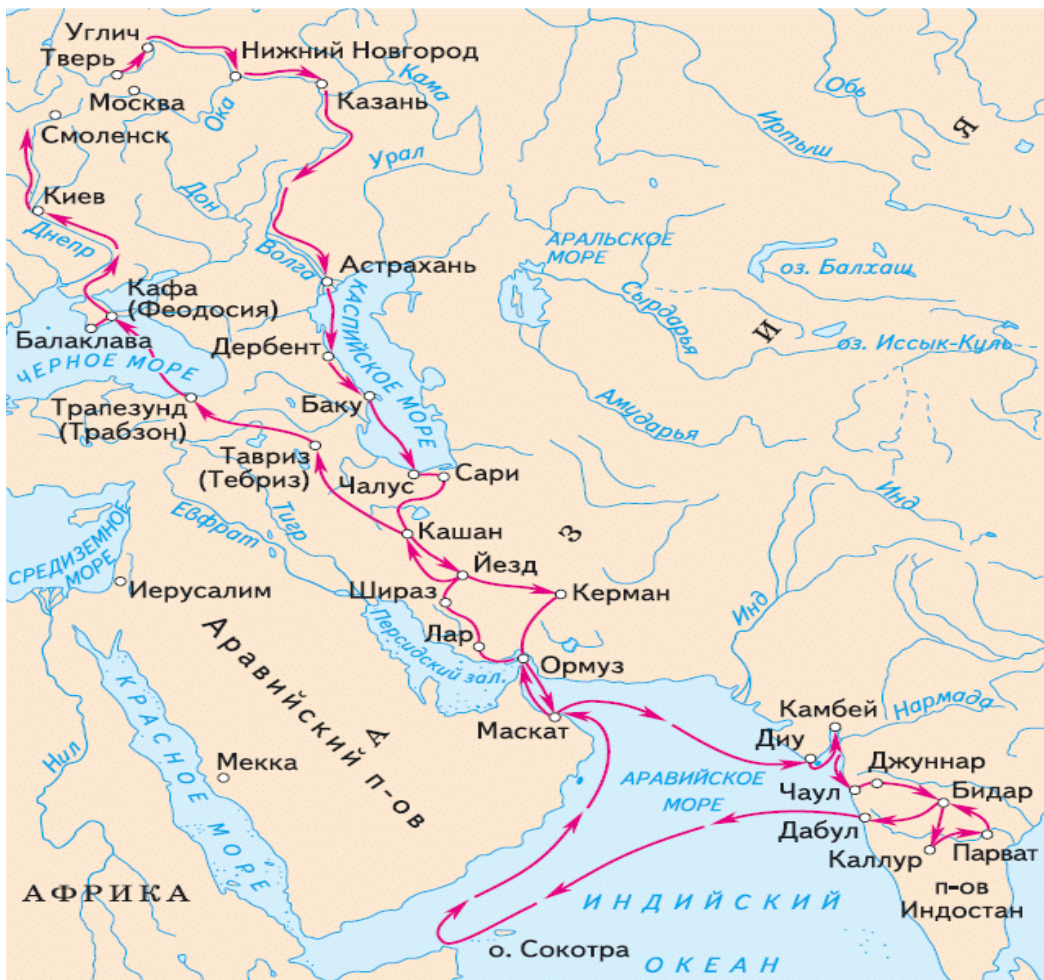 Углич
Тверь
Нижний Новгород
Москва
Ока
Казань
Кама
Обь
Иртыш
Я
Смоленск
Урал
Киев
Дон
Днепр
Волга
Астрахань
АРАЛЬСКОЕ
МОРЕ
оз. Балхаш
Кафа
(Феодосия)
КАСПИЙСКОЕ МОРЕ
Сырдарья
И
Балаклава
Дербент
оз. Иссык-Куль
ЧЕРНОЕ МОРЕ
Баку
Трапезунд
(Трабзон)
Амударья
Тавриз
(Тебриз)
Чалус
Сари
Тигр
Евфрат
Кашан
З
Инд
СРЕДИЗЕМНОЕ
МОРЕ
Иерусалим
Йезд
Шираз
Керман
Инд
Аравийский п-ов
Лар
Персидский зал.
Ормуз
КРАСНОЕ МОРЕ
Нил
А
Маскат
Камбей
Нармада
Диу
Джуннар
Мекка
АРАВИЙСКОЕ
МОРЕ
Чаул
Бидар
Дабул
Каллур
Парват
АФРИКА
п-ов
Индостан
ИНДИЙСКИЙ
о. Сокотра
ОКЕАН